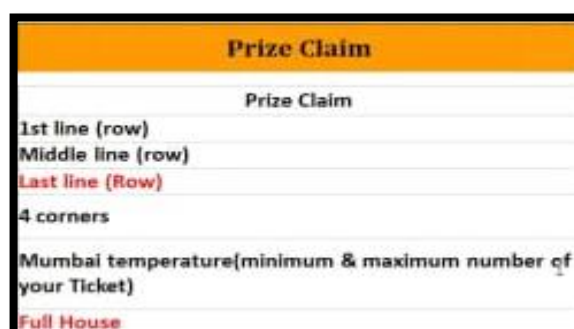 Prize Claim
Prize Claim
1st line (row)
Middle line (row)
Last line (Row)
4 corners
Mumbai temperature(minimum & maximum number of
your Ticket)
Full House